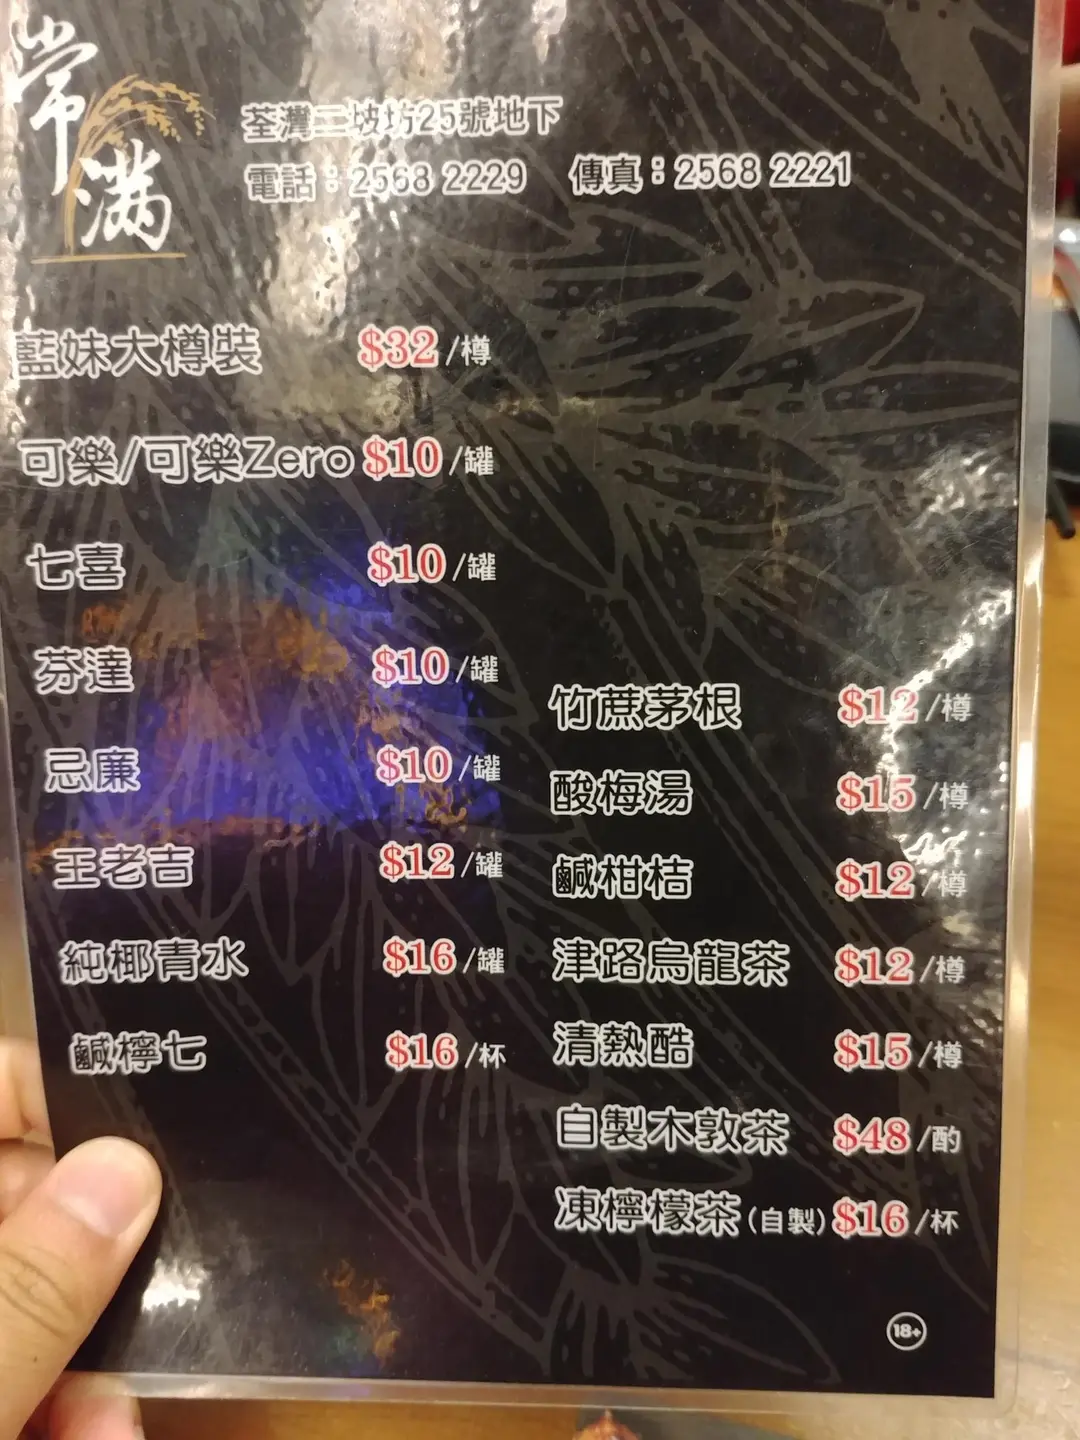 常滿
荃灣二坡坊25號地下
電話：2568 2229 傳真：2568 2221
藍妹大樽裝 $32/樽
可樂/可樂Zero $10/罐
七喜 $10/罐
芬達 $10/罐
忌廉 $10/罐
王老吉 $12/罐
純椰青水 $16/罐
鹹檸七 $16/杯
竹蔗茅根 $12/樽
酸梅湯 $15/樽
鹹柑桔 $12/樽
津路烏龍茶 $12/樽
清熱酷 $15/樽
自製木敦茶 $48/酌
凍檸檬茶(自製) $16/杯
18+